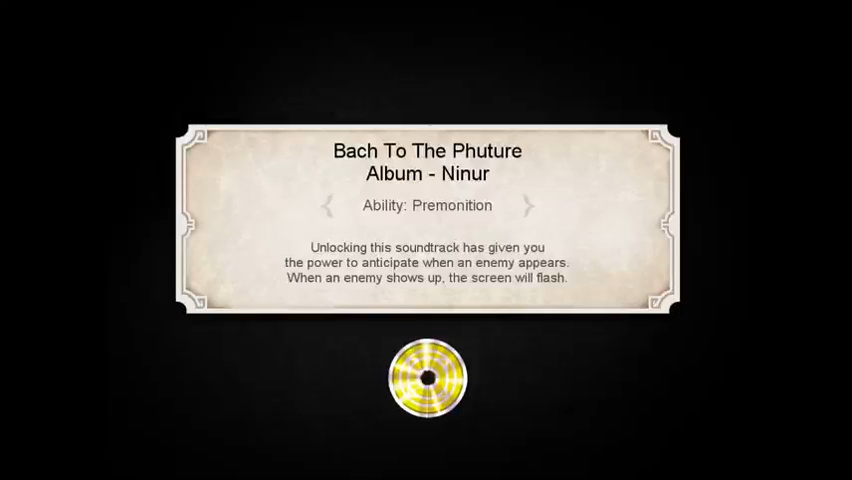 Bach To The Phuture
Album - Ninur
Ability: Premonition
Unlocking this soundtrack has given you
the power to anticipate when an enemy appears.
When an enemy shows up, the screen will flash.